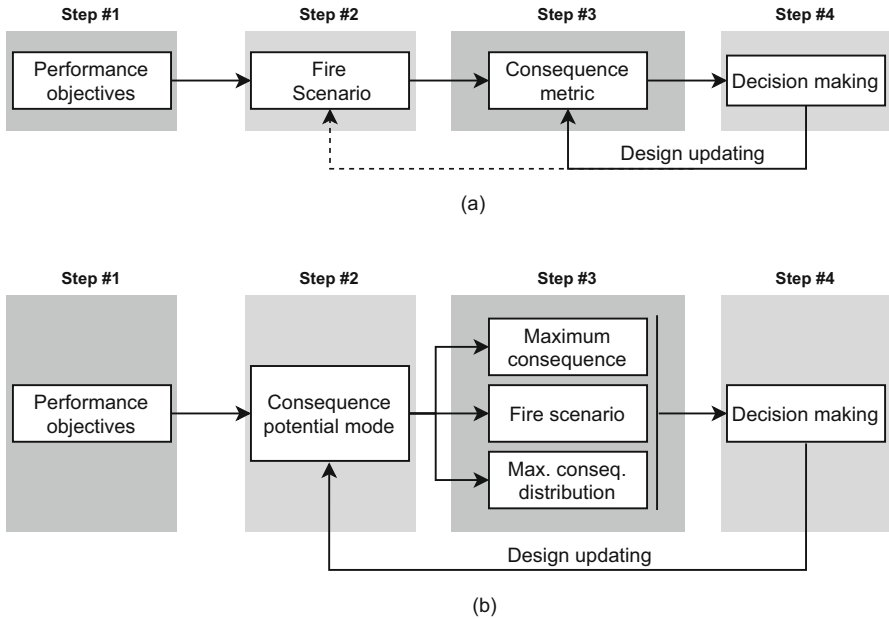 Step #1
Step #2
Step #3
Step #4
Performance
objectives
Fire
Scenario
Consequence
metric
Decision making
Design updating
(a)
Step #1
Step #2
Step #3
Step #4
Performance
objectives
Consequence
potential mode
Maximum
consequence
Fire scenario
Max. conseq.
distribution
Decision making
Design updating
(b)